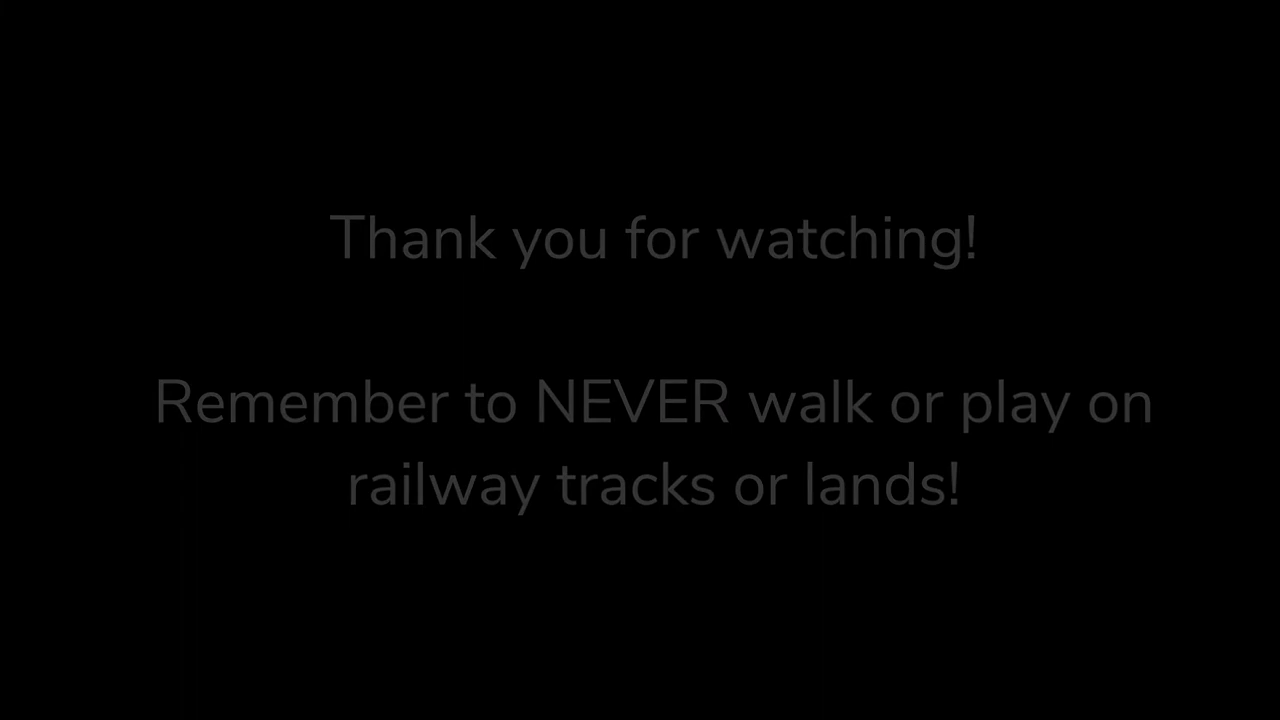 Thank you for watching!
Remember to NEVER walk or play on
railway tracks or lands!